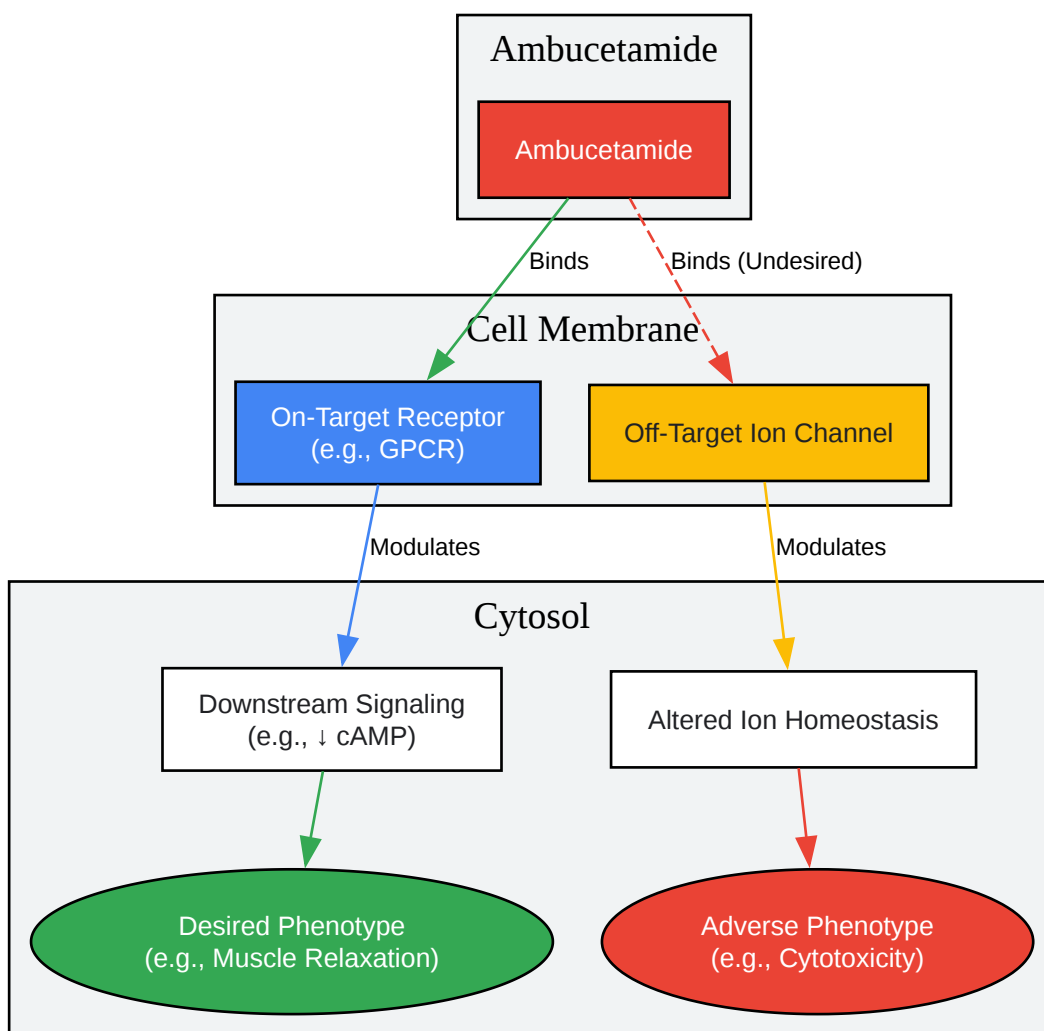 Ambucetamide
Ambucetamide
Binds
Binds (Undesired)
Cell Membrane
On-Target Receptor
(e.g., GPCR)
Off-Target Ion Channel
Modulates
Modulates
Cytosol
Downstream Signaling
(e.g., ↓ cAMP)
Altered Ion Homeostasis
Desired Phenotype
(e.g., Muscle Relaxation)
Adverse Phenotype
(e.g., Cytotoxicity)